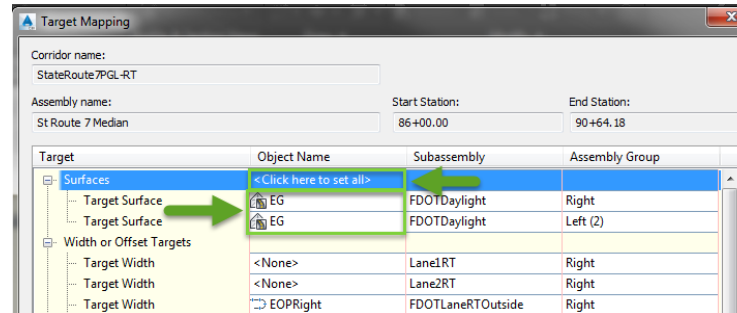 Target Mapping
Corridor name:
StateRoute7PGL-RT
Assembly name: Start Station: End Station:
St Route 7 Median 86+00.00 90+64.18
Target Object Name Subassembly Assembly Group
Surfaces <Click here to set all>
Target Surface EG FDOTDaylight Right
Target Surface EG FDOTDaylight Left (2)
Width or Offset Targets
Target Width <None> Lane1RT Right
Target Width <None> Lane2RT Right
Target Width EOPRight FDOTLaneRTOutside Right